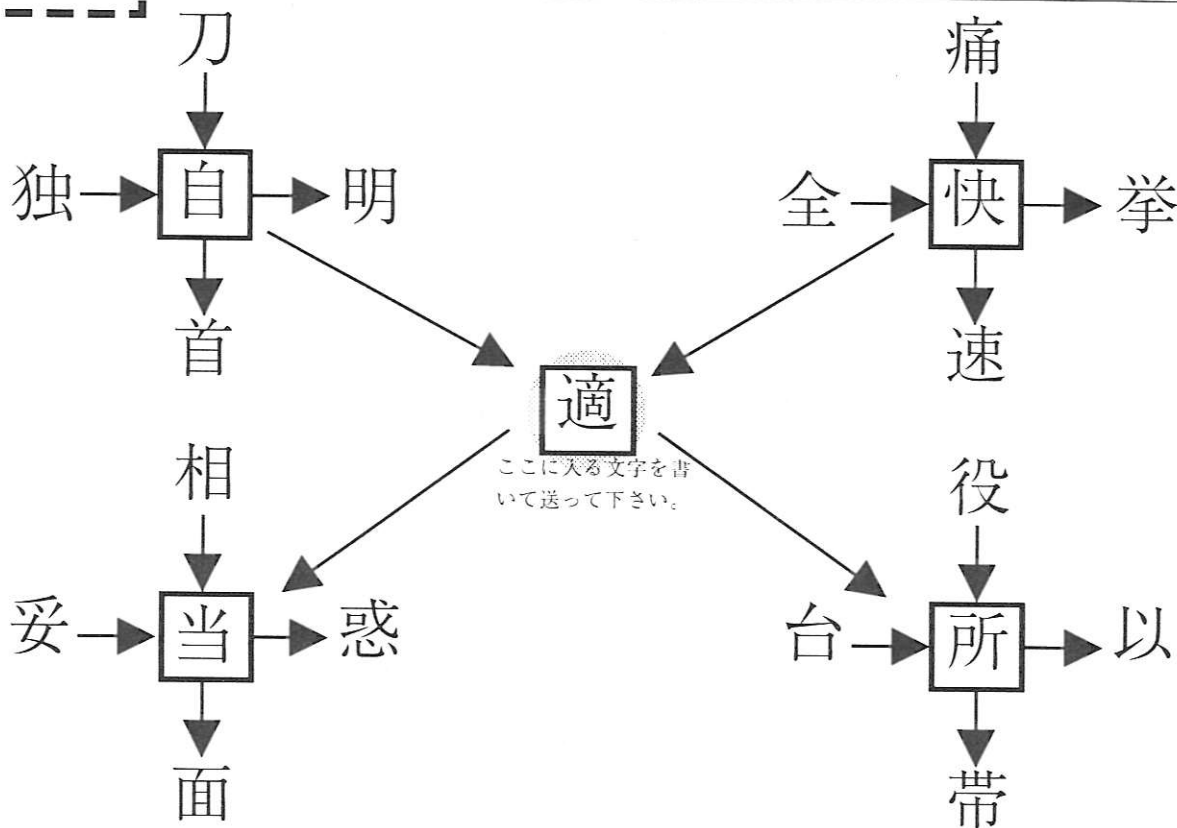 刀
独 自 明
首
痛
全 快 挙
速
適
ここに入る文字を書
いて送って下さい。
相
妥 当 惑
面
役
台 所 以
帯